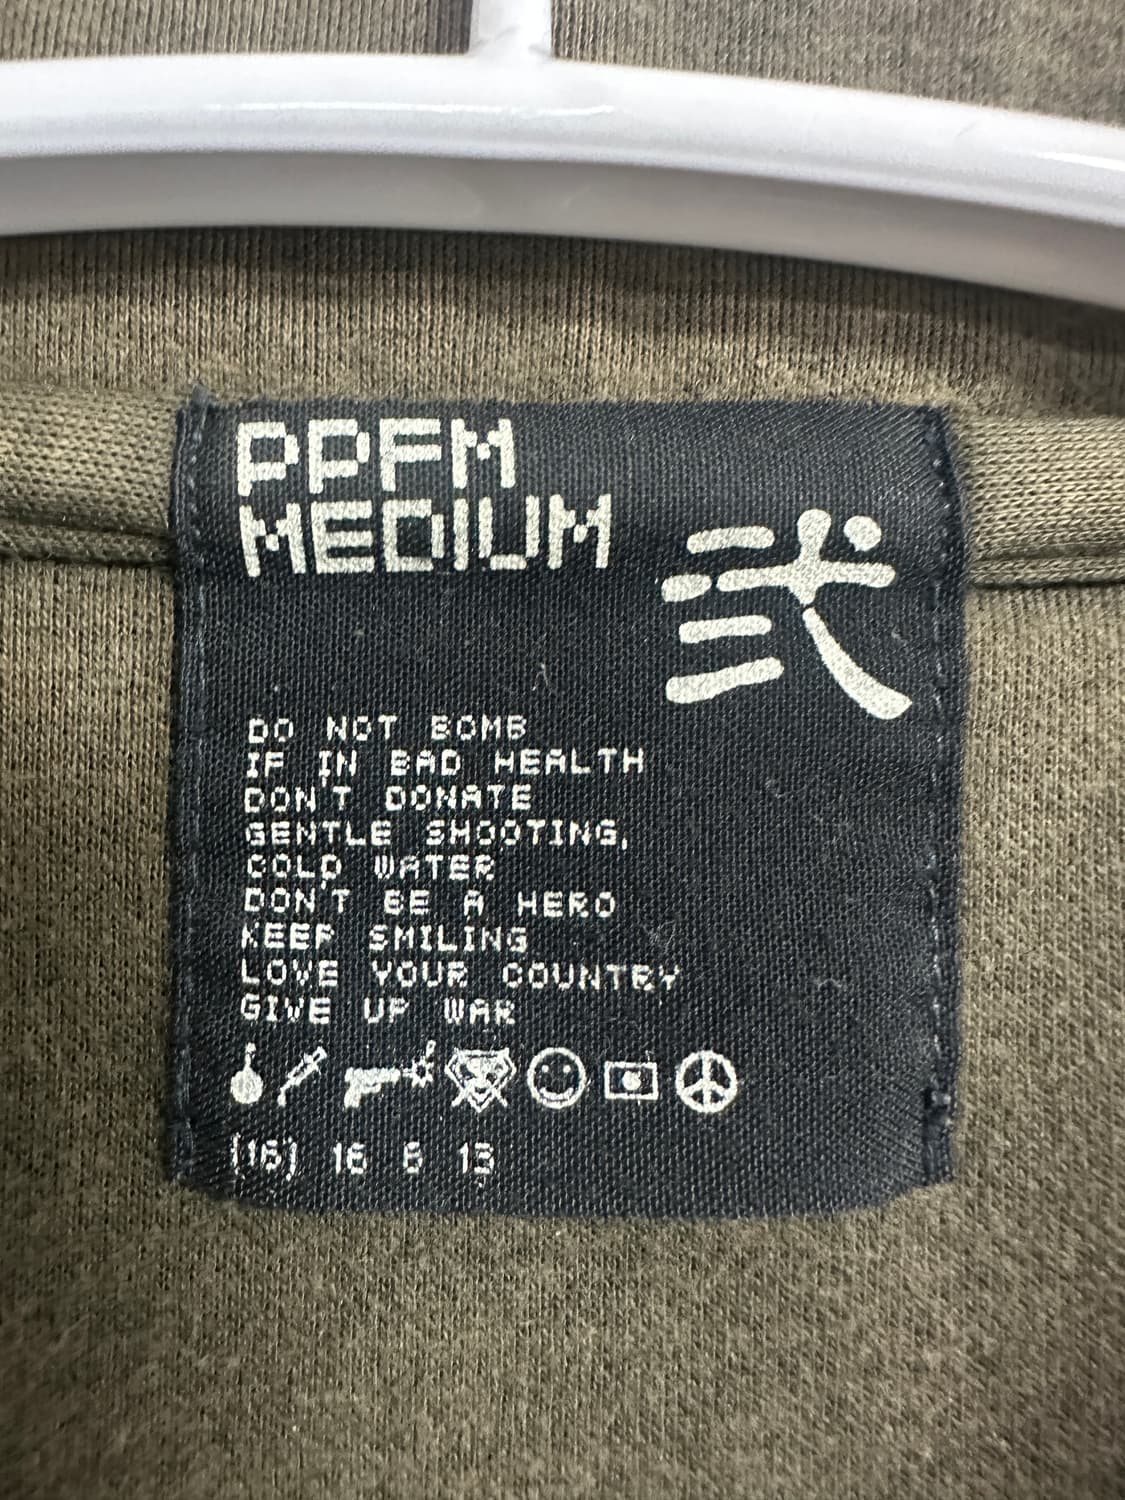 PPFM
MEDIUM
弐
DO NOT BOMB
IF IN BAD HEALTH
DON'T DONATE
GENTLE SHOOTING,
COLD WATER
DON'T BE A HERO
KEEP SMILING
LOVE YOUR COUNTRY
GIVE UP WAR
(16) 16 6 13